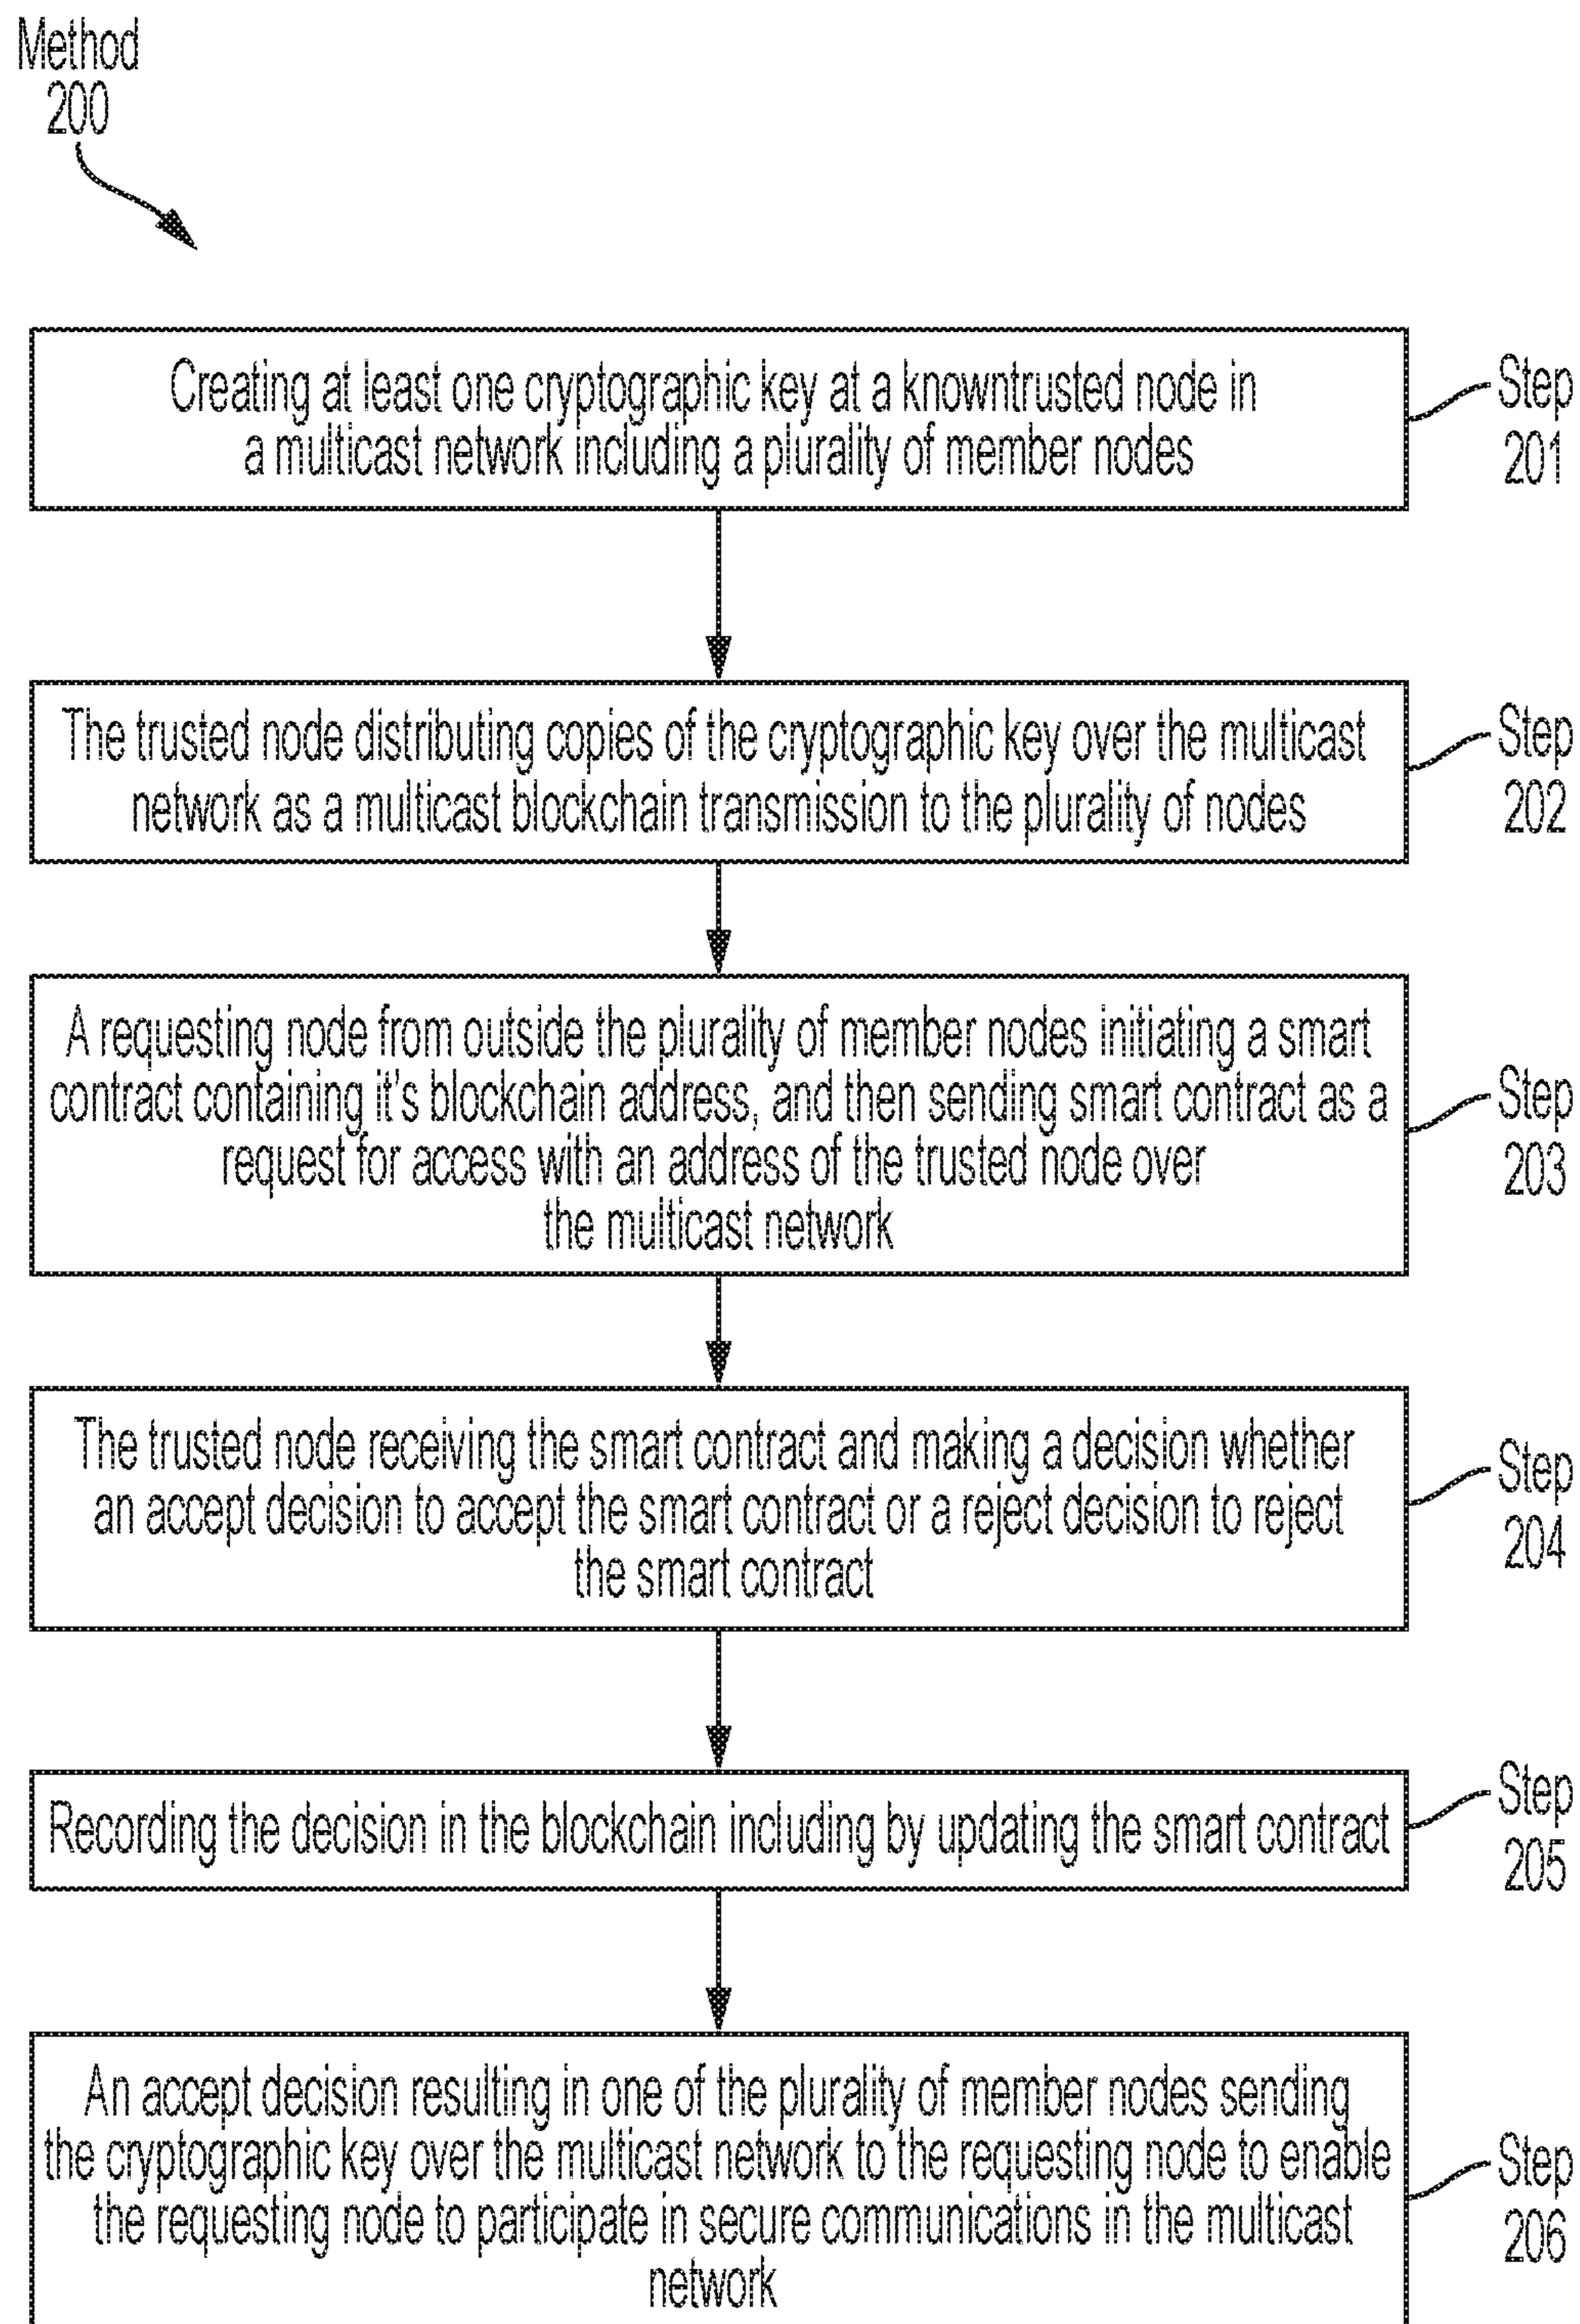 Method
200
Creating at least one cryptographic key at a knowntrusted node in
a multicast network including a plurality of member nodes
Step
201
The trusted node distributing copies of the cryptographic key over the multicast
network as a multicast blockchain transmission to the plurality of nodes
Step
202
A requesting node from outside the plurality of member nodes initiating a smart
contract containing it's blockchain address, and then sending smart contract as a
request for access with an address of the trusted node over
the multicast network
Step
203
The trusted node receiving the smart contract and making a decision whether
an accept decision to accept the smart contract or a reject decision to reject
the smart contract
Step
204
Recording the decision in the blockchain including by updating the smart contract
Step
205
An accept decision resulting in one of the plurality of member nodes sending
the cryptographic key over the multicast network to the requesting node to enable
the requesting node to participate in secure communications in the multicast
network
Step
206